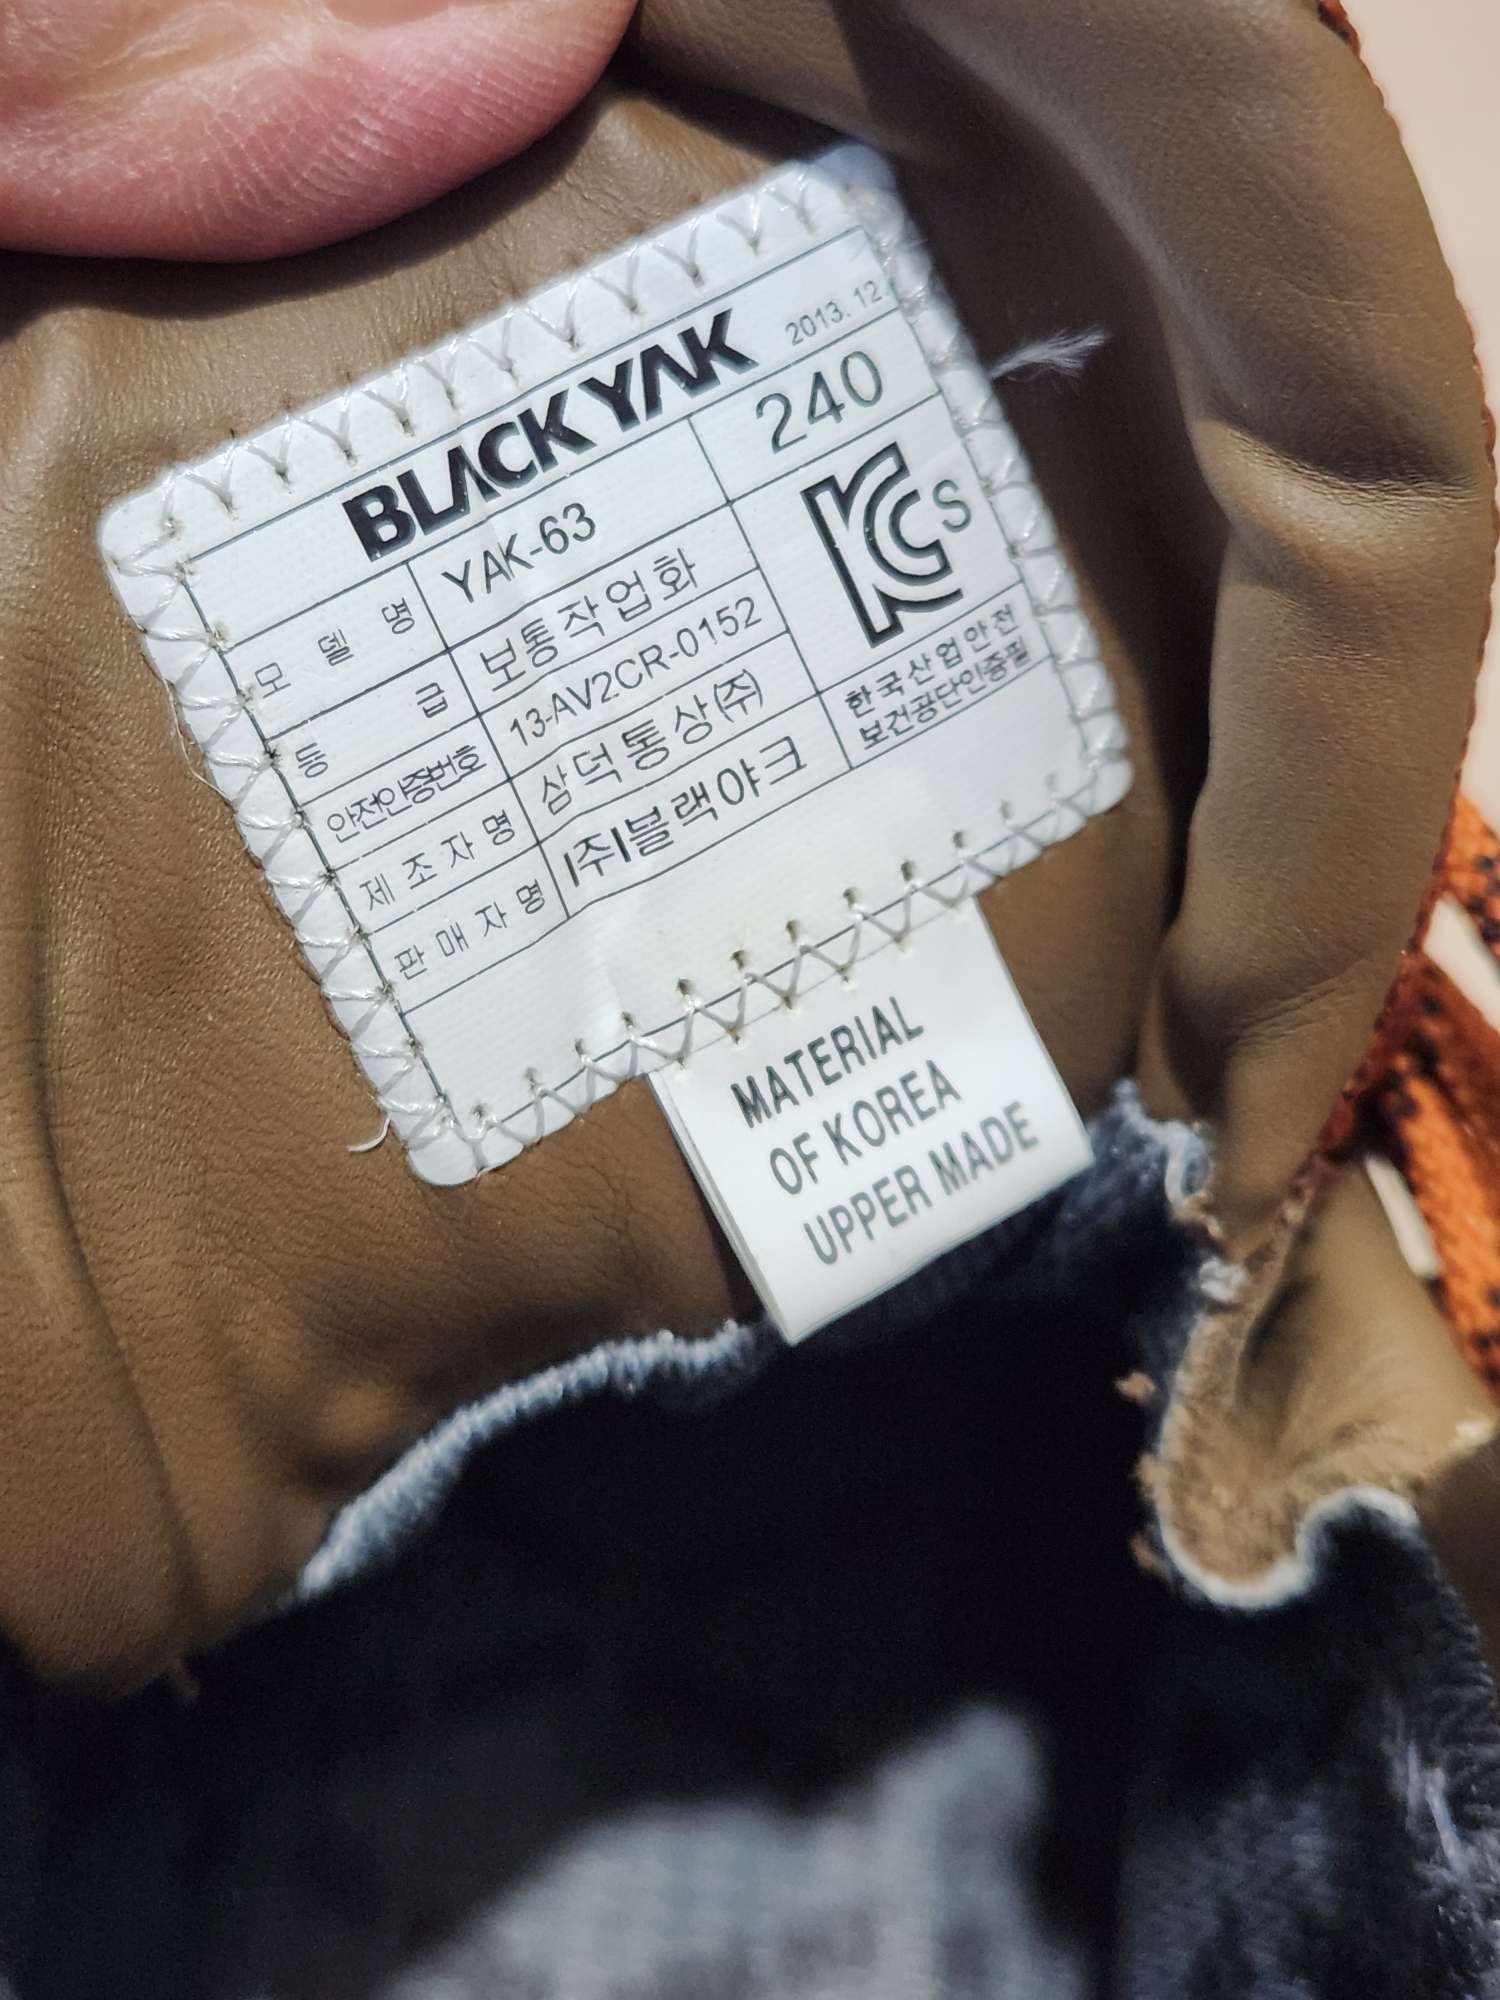 BLACKYAK 2013. 12.
모델명 YAK-63 240
등급 보통작업화
안전인증번호 13-AV2CR-0152
제조자명 삼덕통상(주)
판매자명 (주)블랙야크
KCs
한국산업안전
보건공단인증필
MATERIAL
OF KOREA
UPPER MADE